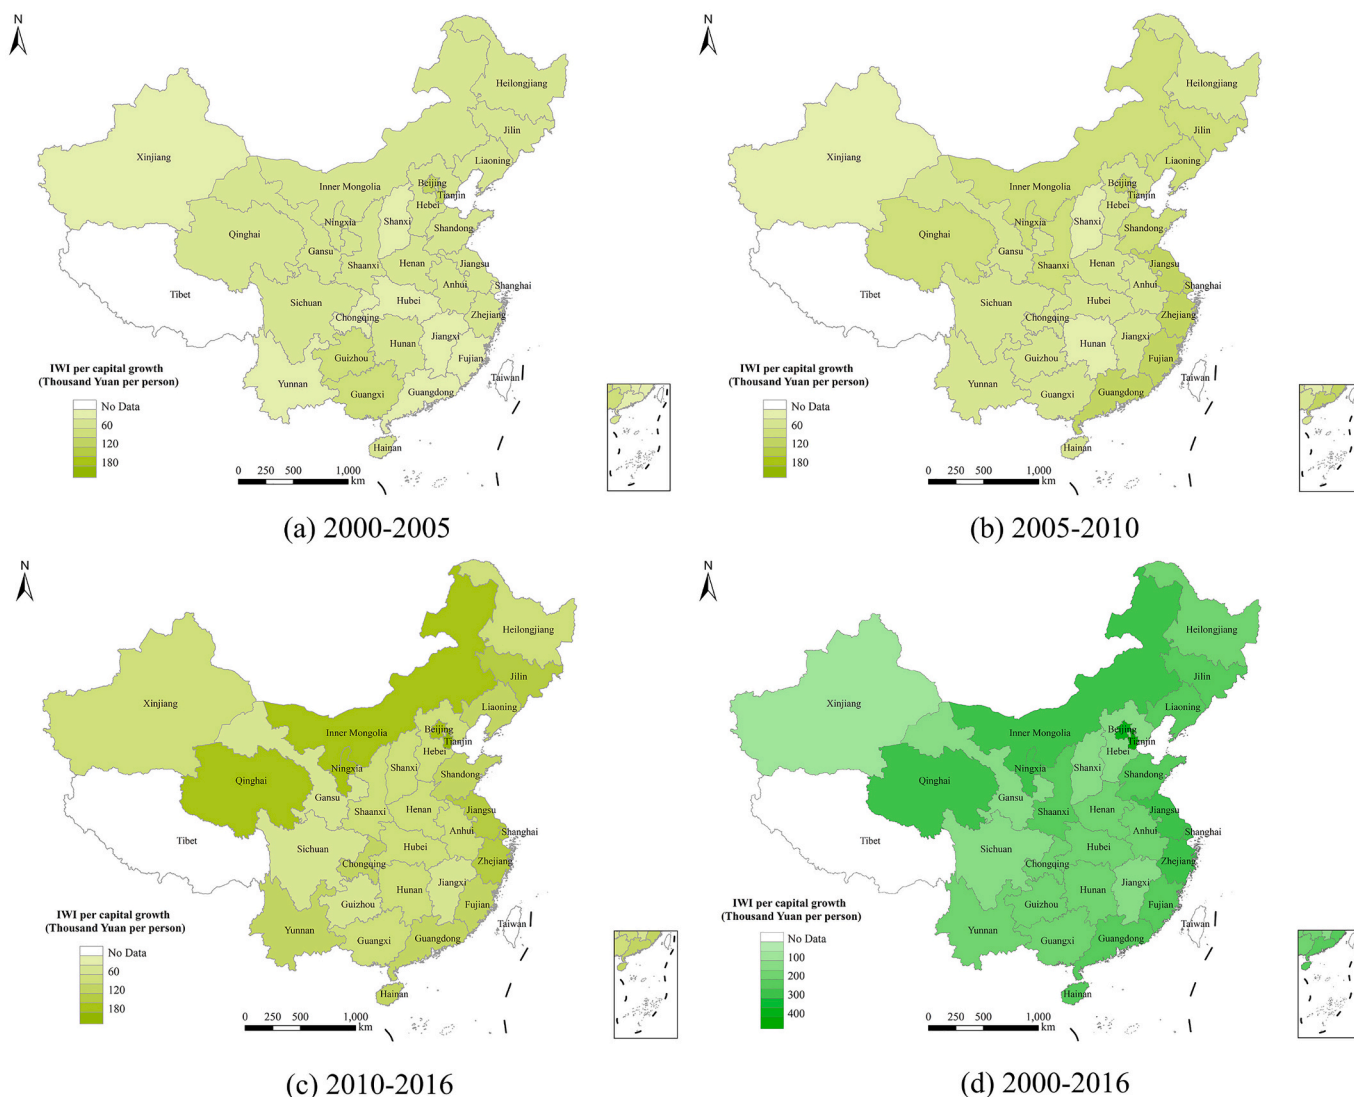 N
Heilongjiang
Jilin
Xinjiang
Liaoning
Inner Mongolia
Beijing
Tianjin
Hebei
Ningxia
Shanxi
Shandong
Qinghai
Gansu
Shaanxi
Henan
Jiangsu
Anhui
Shanghai
Tibet
Sichuan
Hubei
Chongqing
Zhejiang
Hunan
Jiangxi
Guizhou
Fujian
Yunnan
Guangxi
Guangdong
Taiwan
Hainan
IWI per capital growth
(Thousand Yuan per person)
No Data
60
120
180
0 250 500 1,000
km
(a) 2000-2005
N
Heilongjiang
Jilin
Xinjiang
Liaoning
Inner Mongolia
Beijing
Tianjin
Hebei
Ningxia
Shanxi
Shandong
Qinghai
Gansu
Shaanxi
Henan
Jiangsu
Anhui
Shanghai
Tibet
Sichuan
Hubei
Chongqing
Zhejiang
Hunan
Jiangxi
Guizhou
Fujian
Yunnan
Guangxi
Guangdong
Taiwan
Hainan
IWI per capital growth
(Thousand Yuan per person)
No Data
60
120
180
0 250 500 1,000
km
(b) 2005-2010
N
Heilongjiang
Jilin
Xinjiang
Liaoning
Inner Mongolia
Beijing
Tianjin
Hebei
Ningxia
Shanxi
Shandong
Qinghai
Gansu
Shaanxi
Henan
Jiangsu
Anhui
Shanghai
Tibet
Sichuan
Hubei
Chongqing
Zhejiang
Hunan
Jiangxi
Guizhou
Fujian
Yunnan
Guangxi
Guangdong
Taiwan
Hainan
IWI per capital growth
(Thousand Yuan per person)
No Data
60
120
180
0 250 500 1,000
km
(c) 2010-2016
N
Heilongjiang
Jilin
Xinjiang
Liaoning
Inner Mongolia
Beijing
Tianjin
Hebei
Ningxia
Shanxi
Shandong
Qinghai
Gansu
Shaanxi
Henan
Jiangsu
Anhui
Shanghai
Tibet
Sichuan
Hubei
Chongqing
Zhejiang
Hunan
Jiangxi
Guizhou
Fujian
Yunnan
Guangxi
Guangdong
Taiwan
Hainan
IWI per capital growth
(Thousand Yuan per person)
No Data
100
200
300
400
0 250 500 1,000
km
(d) 2000-2016